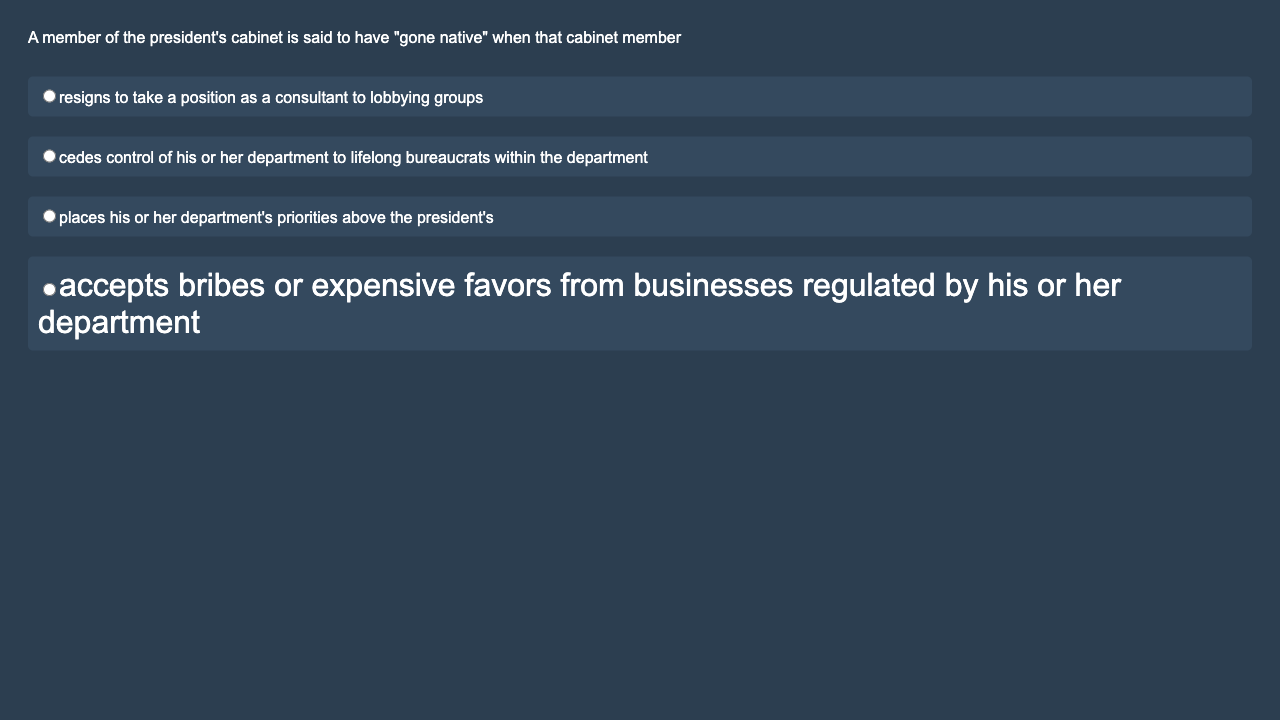 A member of the president's cabinet is said to have "gone native" when that cabinet member
resigns to take a position as a consultant to lobbying groups
cedes control of his or her department to lifelong bureaucrats within the department
places his or her department's priorities above the president's
accepts bribes or expensive favors from businesses regulated by his or her
department